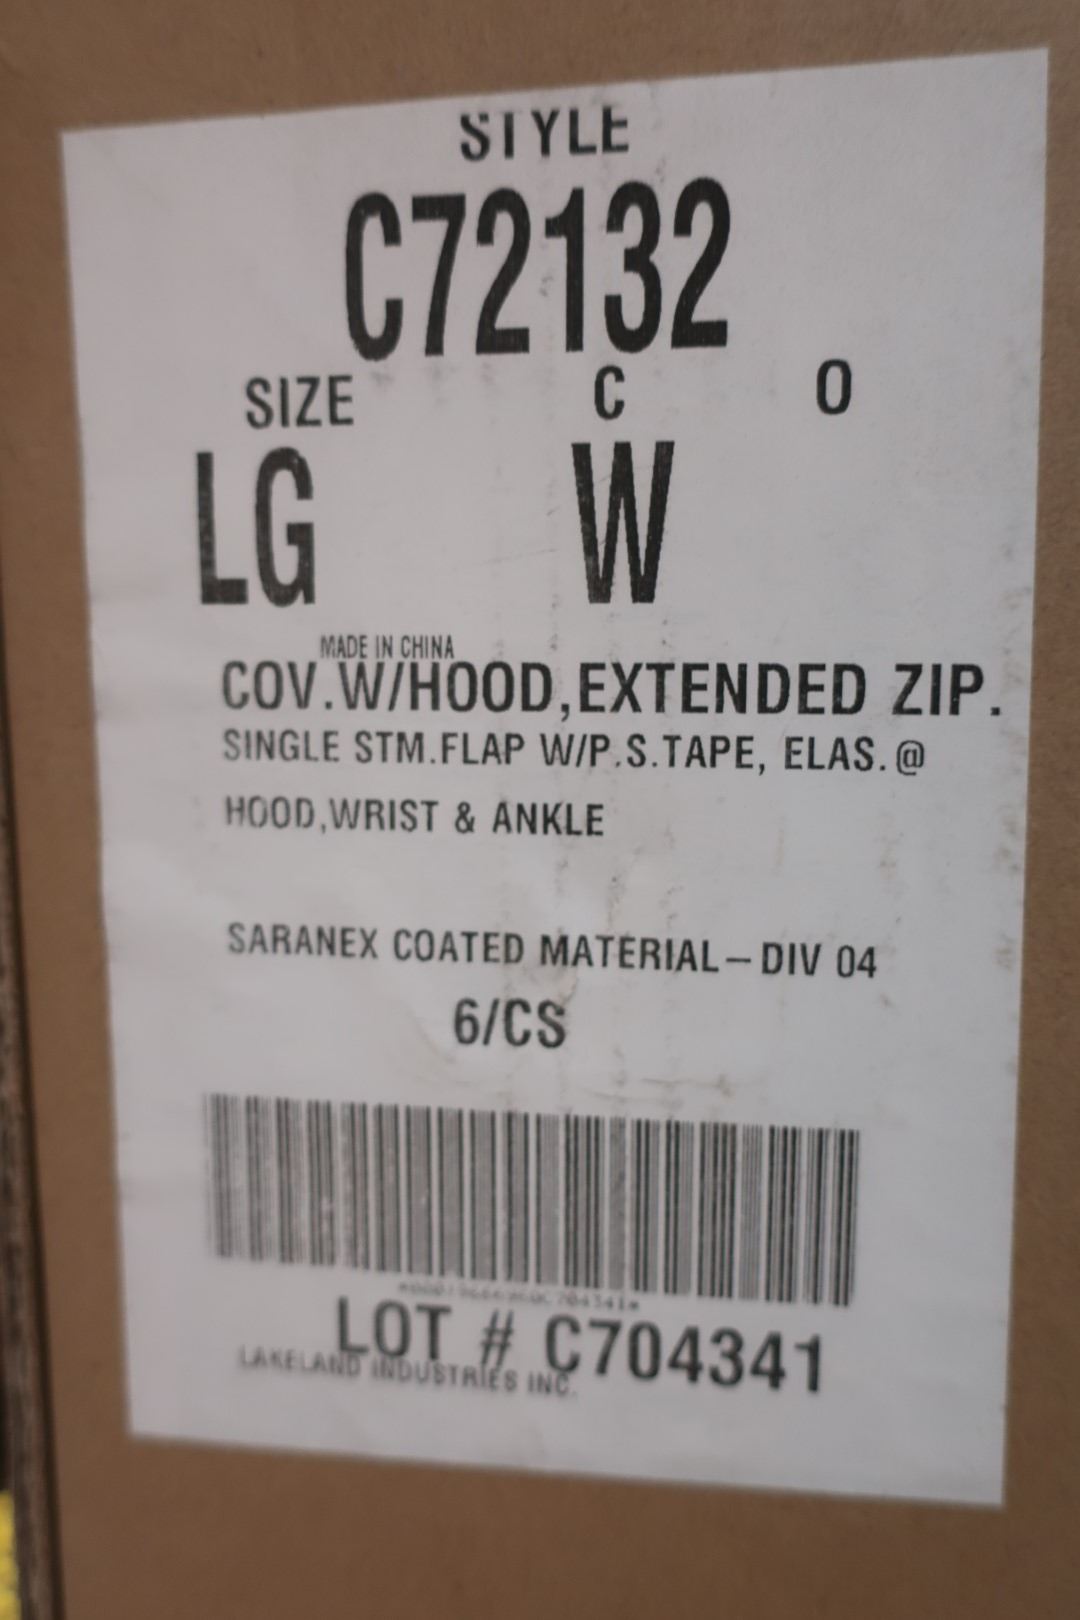 STYLE
C72132
SIZE C O
LG W
MADE IN CHINA
COV.W/HOOD,EXTENDED ZIP.
SINGLE STM.FLAP W/P.S.TAPE, ELAS.@
HOOD,WRIST & ANKLE
SARANEX COATED MATERIAL-DIV 04
6/CS
LOT # C704341
LAKELAND INDUSTRIES INC.